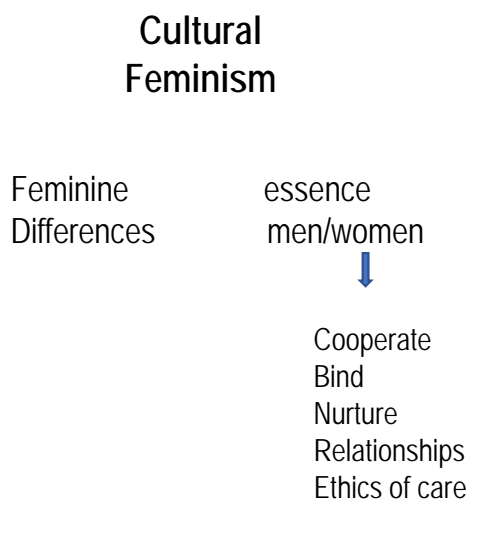 Cultural
Feminism
Feminine essence
Differences men/women
Cooperate
Bind
Nurture
Relationships
Ethics of care